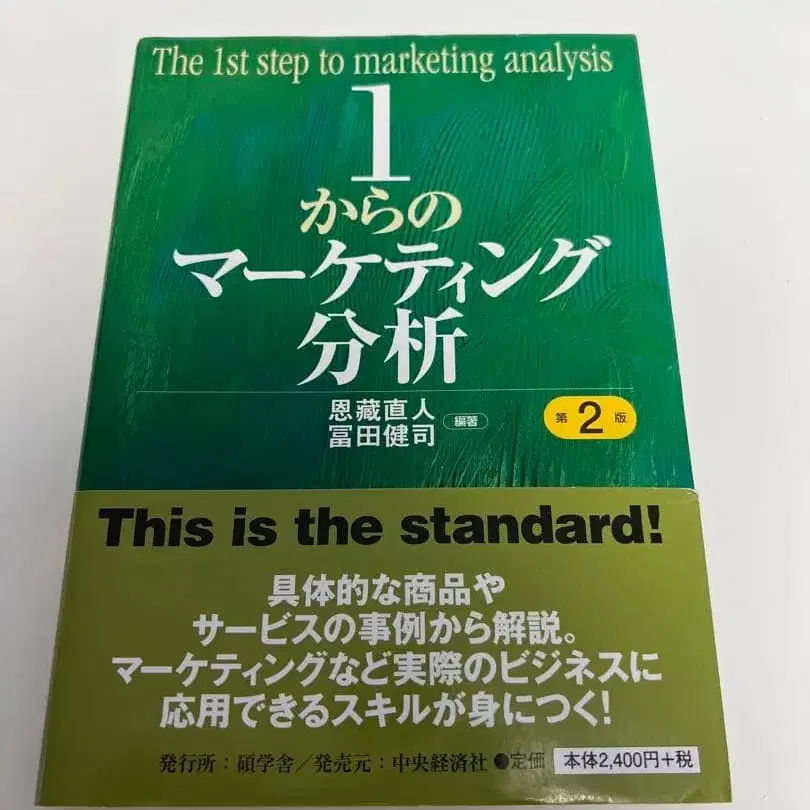 The 1st step to marketing analysis
1
からの
マーケティング
分析
恩藏直人
冨田健司
編著
第2版
This is the standard!
具体的な商品や
サービスの事例から解説。
マーケティングなど実際のビジネスに
応用できるスキルが身につく!
発行所:碩学舎/発売元:中央経済社 ●定価 本体2,400円+税